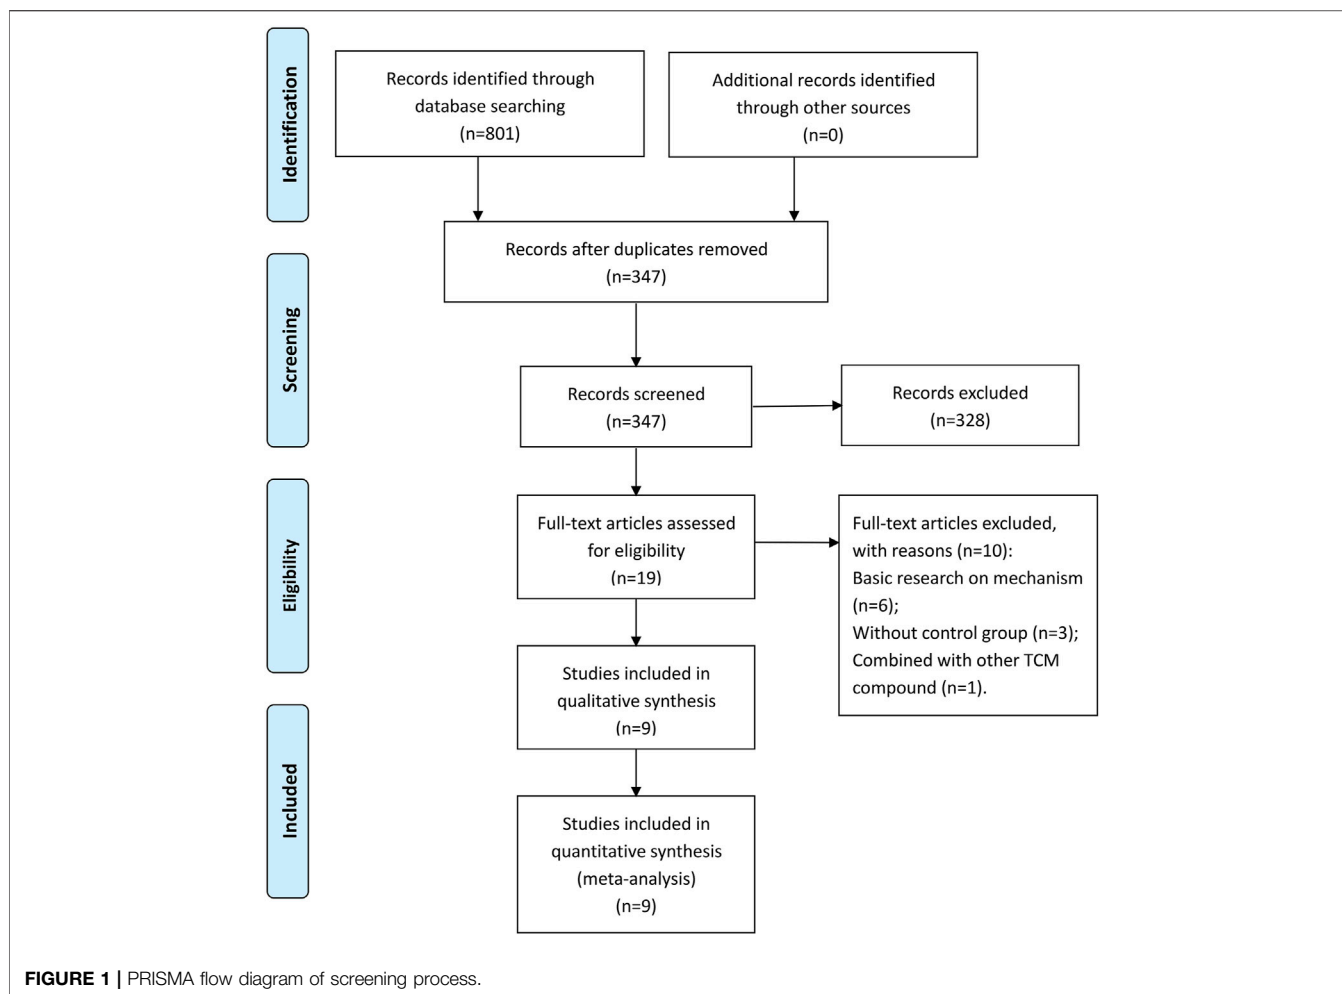 Identification
Records identified through
database searching
(n=801)
Additional records identified
through other sources
(n=0)
Records after duplicates removed
(n=347)
Screening
Records screened
(n=347)
Records excluded
(n=328)
Eligibility
Full-text articles assessed
for eligibility
(n=19)
Full-text articles excluded,
with reasons (n=10):
Basic research on mechanism
(n=6);
Without control group (n=3);
Combined with other TCM
compound (n=1).
Studies included in
qualitative synthesis
(n=9)
Included
Studies included in
quantitative synthesis
(meta-analysis)
(n=9)
FIGURE 1 | PRISMA flow diagram of screening process.